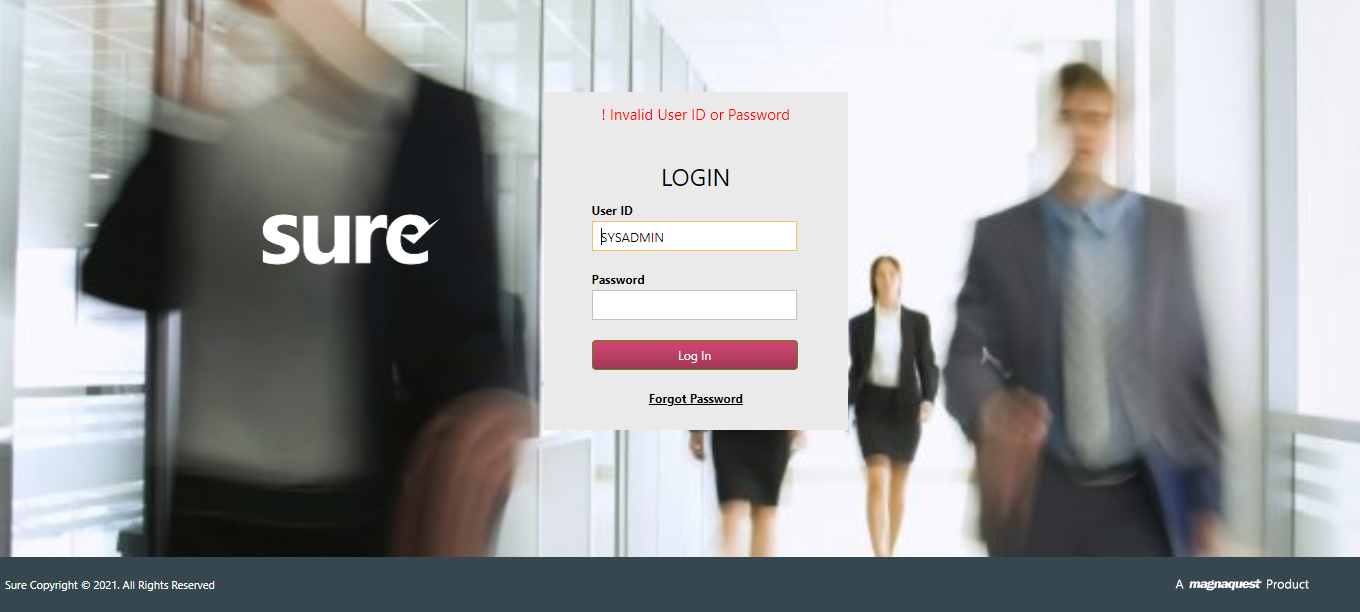 ! Invalid User ID or Password
LOGIN
User ID
SYSADMIN
Password
Log In
Forgot Password
sure
Sure Copyright © 2021. All Rights Reserved
A magnaquest Product